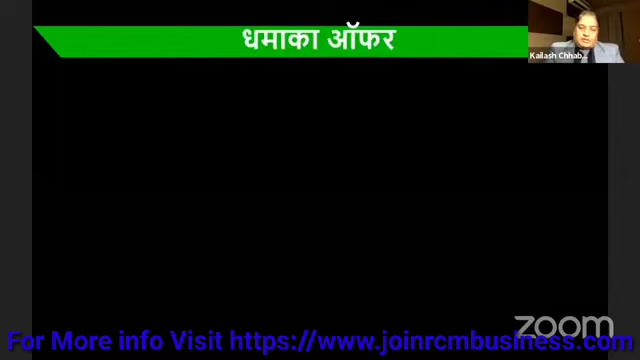 धमाका ऑफर
Kailash Chhab...
zoom
For More info Visit https://www.joinrcmbusiness.com